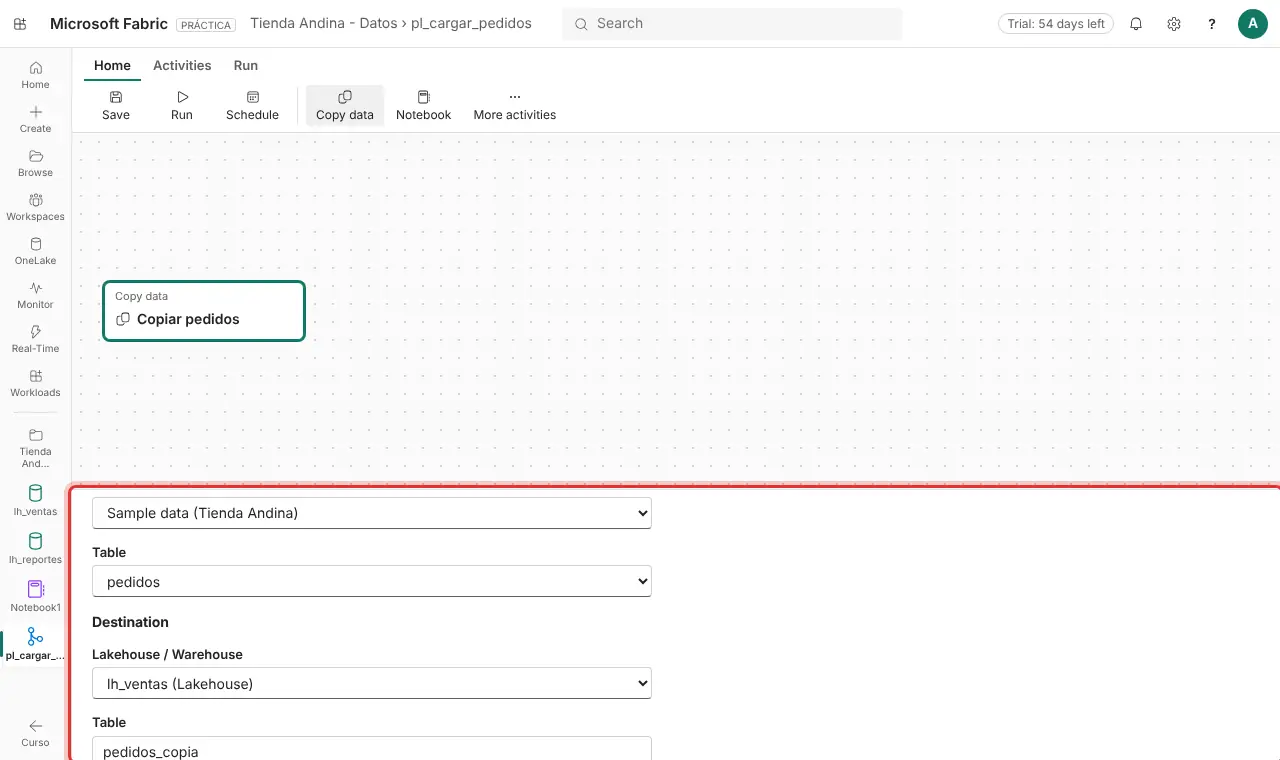 Microsoft Fabric PRÁCTICA Tienda Andina - Datos › pl_cargar_pedidos Search Trial: 54 days left ? A
Home Activities Run
Save Run Schedule Copy data Notebook More activities
Home
Create
Browse
Workspaces
OneLake
Monitor
Real-Time
Workloads
Tienda
And...
lh_ventas
lh_reportes
Notebook1
pl_cargar_...
Curso
Copy data
Copiar pedidos
Sample data (Tienda Andina)
Table
pedidos
Destination
Lakehouse / Warehouse
lh_ventas (Lakehouse)
Table
pedidos_copia